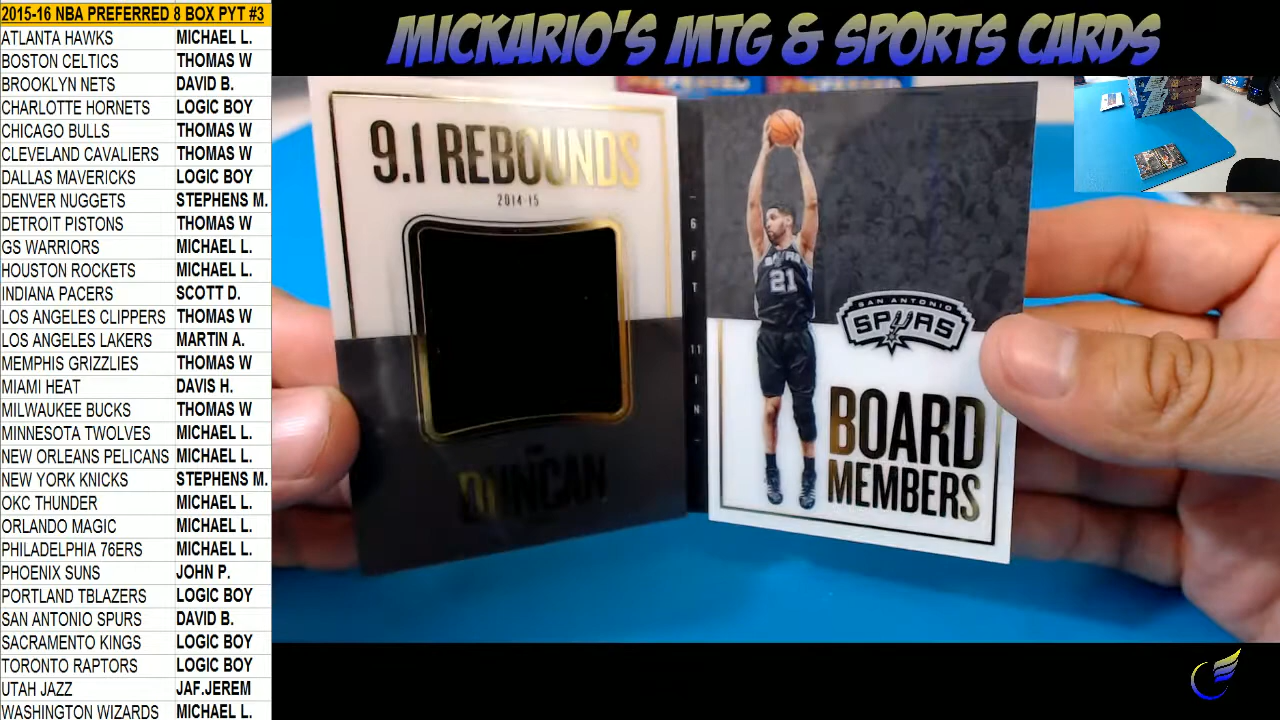 2015-16 NBA PREFERRED 8 BOX PYT #3
ATLANTA HAWKS MICHAEL L.
BOSTON CELTICS THOMAS W
BROOKLYN NETS DAVID B.
CHARLOTTE HORNETS LOGIC BOY
CHICAGO BULLS THOMAS W
CLEVELAND CAVALIERS THOMAS W
DALLAS MAVERICKS LOGIC BOY
DENVER NUGGETS STEPHENS M.
DETROIT PISTONS THOMAS W
GS WARRIORS MICHAEL L.
HOUSTON ROCKETS MICHAEL L.
INDIANA PACERS SCOTT D.
LOS ANGELES CLIPPERS THOMAS W
LOS ANGELES LAKERS MARTIN A.
MEMPHIS GRIZZLIES THOMAS W
MIAMI HEAT DAVIS H.
MILWAUKEE BUCKS THOMAS W
MINNESOTA TWOLVES MICHAEL L.
NEW ORLEANS PELICANS MICHAEL L.
NEW YORK KNICKS STEPHENS M.
OKC THUNDER MICHAEL L.
ORLANDO MAGIC MICHAEL L.
PHILADELPHIA 76ERS MICHAEL L.
PHOENIX SUNS JOHN P.
PORTLAND TBLAZERS LOGIC BOY
SAN ANTONIO SPURS DAVID B.
SACRAMENTO KINGS LOGIC BOY
TORONTO RAPTORS LOGIC BOY
UTAH JAZZ JAF.JEREM
WASHINGTON WIZARDS MICHAEL L.
MICKARIO'S MTG & SPORTS CARDS
9.1 REBOUNDS
2014-15
DUNCAN
6 FT 11 IN
SPURS
21
SAN ANTONIO
SPURS
BOARD
MEMBERS